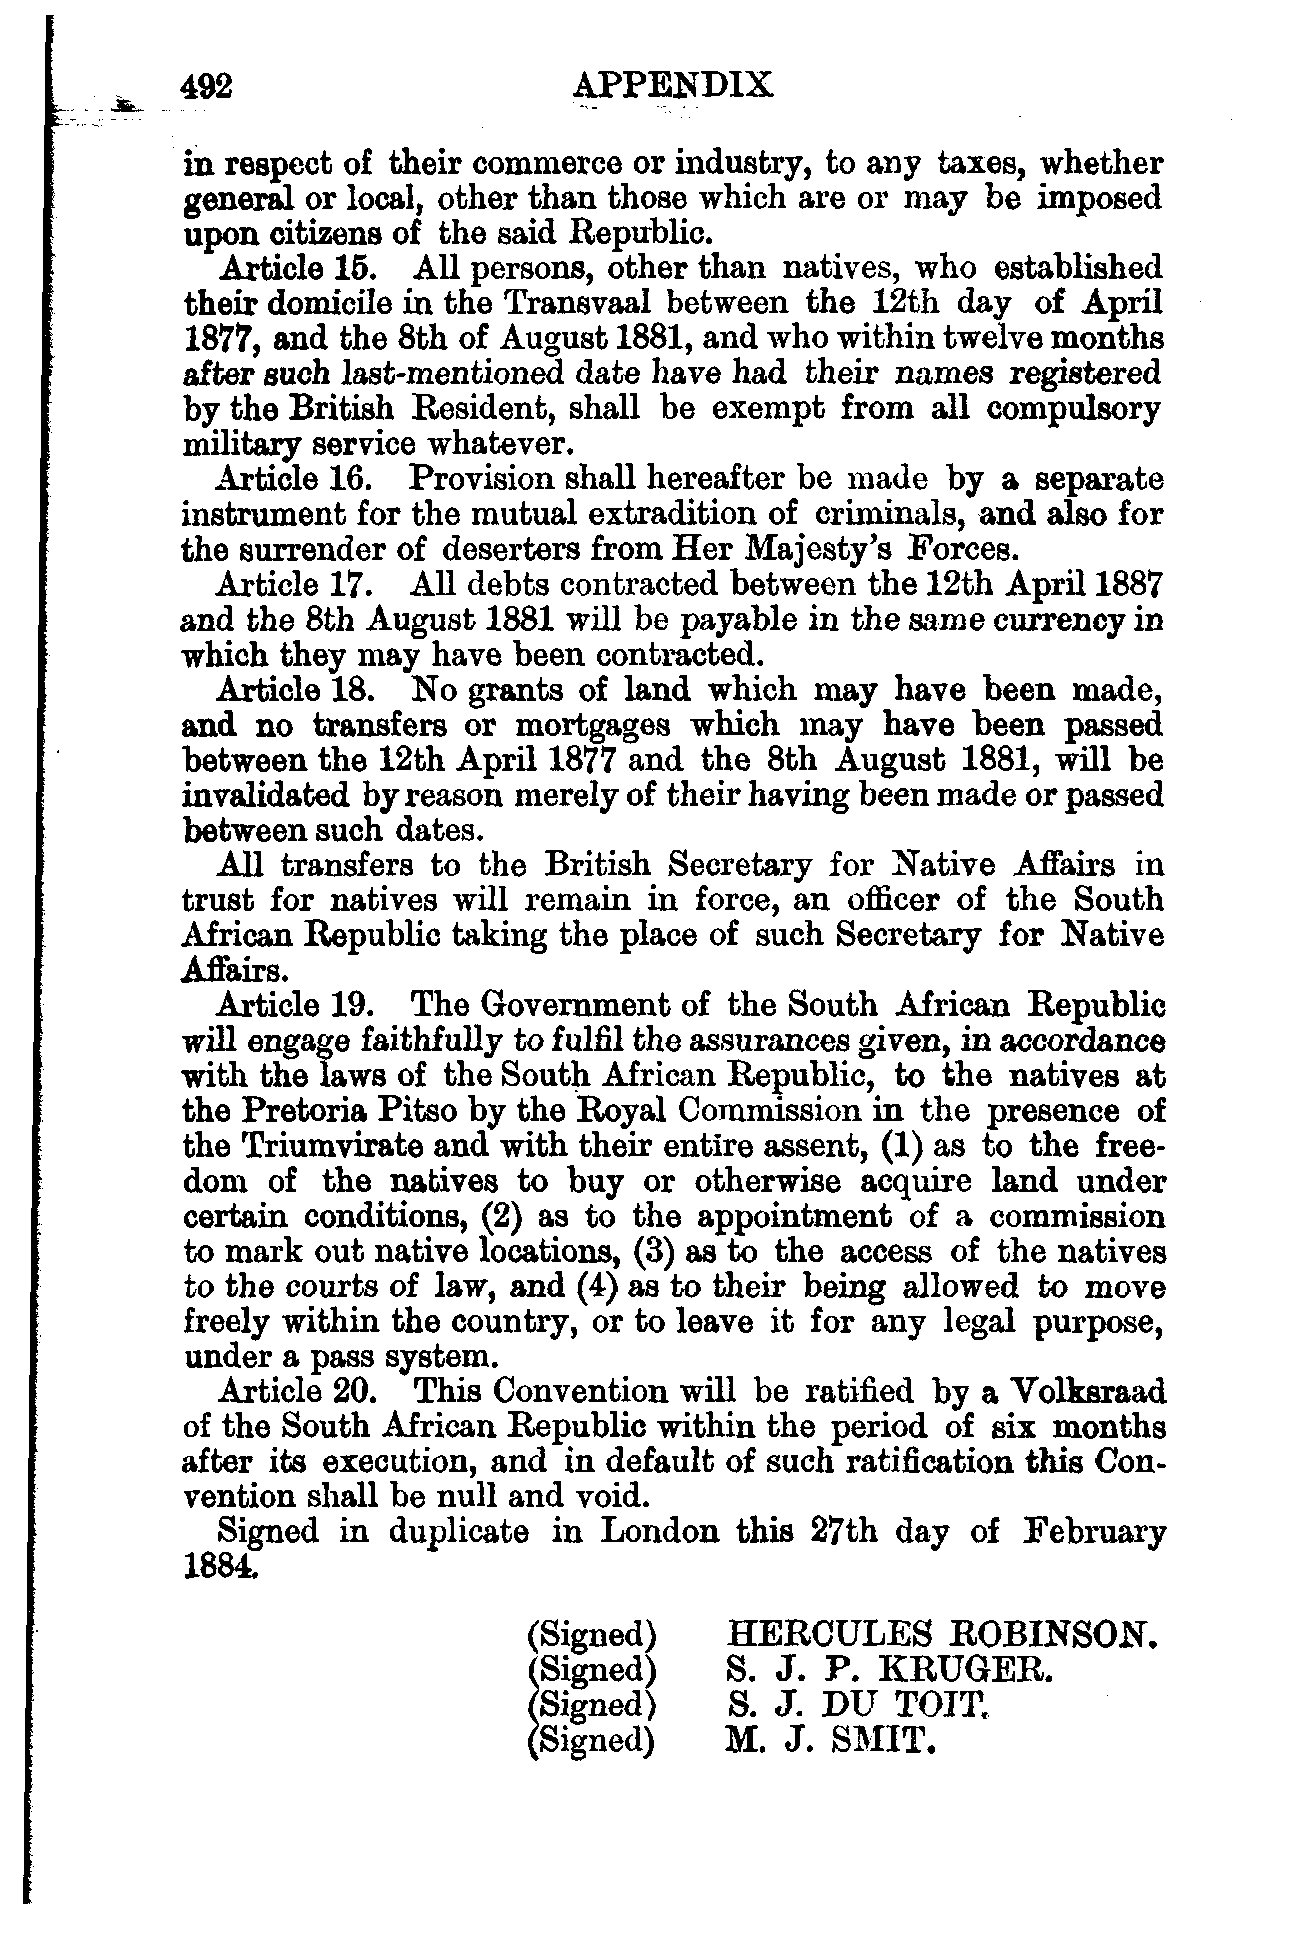 492 APPENDIX
in respect of their commerce or industry, to any taxes, whether
general or local, other than those which are or may be imposed
upon citizens of the said Republic.
Article 15. All persons, other than natives, who established
their domicile in the Transvaal between the 12th day of April
1877, and the 8th of August 1881, and who within twelve months
after such last-mentioned date have had their names registered
by the British Resident, shall be exempt from all compulsory
military service whatever.
Article 16. Provision shall hereafter be made by a separate
instrument for the mutual extradition of criminals, and also for
the surrender of deserters from Her Majesty's Forces.
Article 17. All debts contracted between the 12th April 1887
and the 8th August 1881 will be payable in the same currency in
which they may have been contracted.
Article 18. No grants of land which may have been made,
and no transfers or mortgages which may have been passed
between the 12th April 1877 and the 8th August 1881, will be
invalidated by reason merely of their having been made or passed
between such dates.
All transfers to the British Secretary for Native Affairs in
trust for natives will remain in force, an officer of the South
African Republic taking the place of such Secretary for Native
Affairs.
Article 19. The Government of the South African Republic
will engage faithfully to fulfil the assurances given, in accordance
with the laws of the South African Republic, to the natives at
the Pretoria Pitso by the Royal Commission in the presence of
the Triumvirate and with their entire assent, (1) as to the free-
dom of the natives to buy or otherwise acquire land under
certain conditions, (2) as to the appointment of a commission
to mark out native locations, (3) as to the access of the natives
to the courts of law, and (4) as to their being allowed to move
freely within the country, or to leave it for any legal purpose,
under a pass system.
Article 20. This Convention will be ratified by a Volksraad
of the South African Republic within the period of six months
after its execution, and in default of such ratification this Con-
vention shall be null and void.
Signed in duplicate in London this 27th day of February
1884.
(Signed) HERCULES ROBINSON.
(Signed) S. J. P. KRUGER.
(Signed) S. J. DU TOIT.
(Signed) M. J. SMIT.